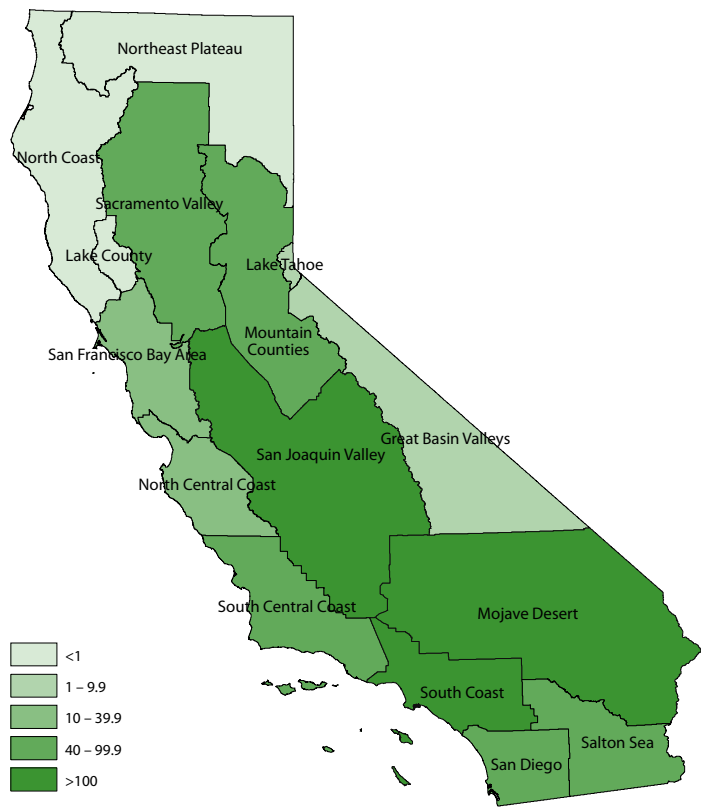 Northeast Plateau
North Coast
Sacramento Valley
Lake County
Lake Tahoe
Mountain
Counties
San Francisco Bay Area
Great Basin Valleys
San Joaquin Valley
North Central Coast
South Central Coast
Mojave Desert
South Coast
Salton Sea
San Diego
<1
1 – 9.9
10 – 39.9
40 – 99.9
>100